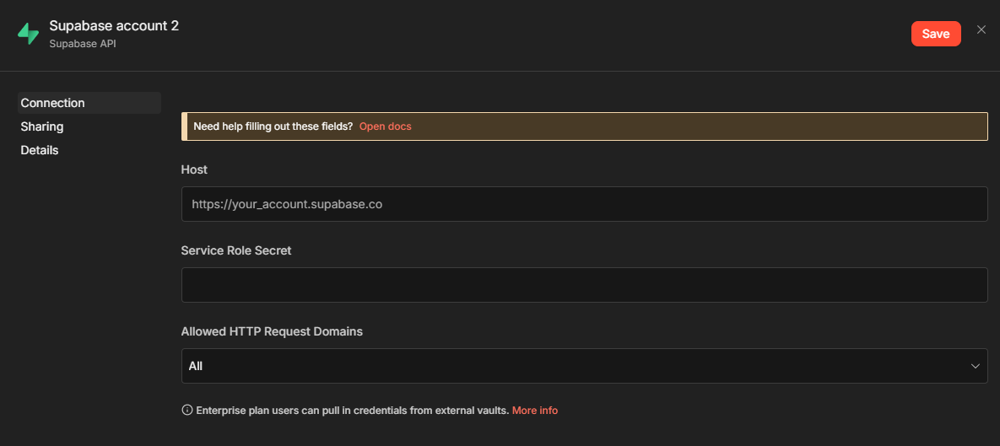 Supabase account 2
Supabase API
Save
Connection
Sharing
Details
Need help filling out these fields? Open docs
Host
https://your_account.supabase.co
Service Role Secret
Allowed HTTP Request Domains
All
Enterprise plan users can pull in credentials from external vaults. More info